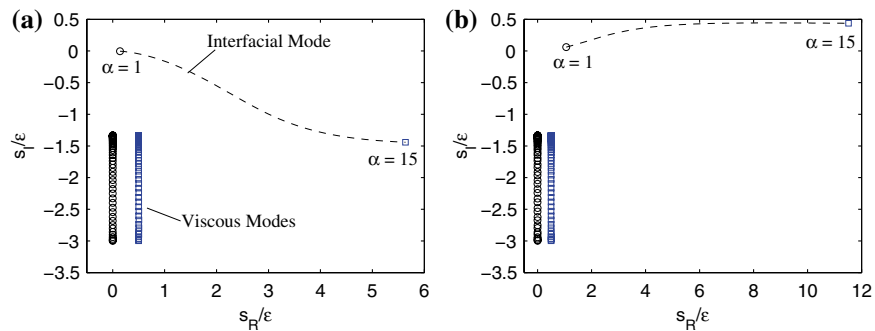 (a)
0.5
0
−0.5
−1
−1.5
−2
−2.5
−3
−3.5
s_I/ε
Interfacial Mode
α = 1
α = 15
Viscous Modes
0 1 2 3 4 5 6
s_R/ε
(b)
0.5
0
−0.5
−1
−1.5
−2
−2.5
−3
−3.5
s_I/ε
α = 1
α = 15
0 2 4 6 8 10 12
s_R/ε